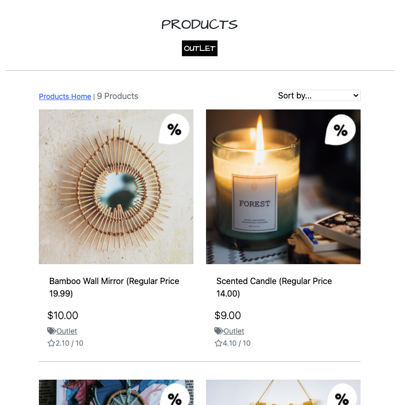 PRODUCTS
OUTLET
Products Home | 9 Products
Sort by...
%
%
FOREST
Bamboo Wall Mirror (Regular Price
19.99)
Scented Candle (Regular Price
14.00)
$10.00
$9.00
Outlet
Outlet
2.10 / 10
4.10 / 10
%
%